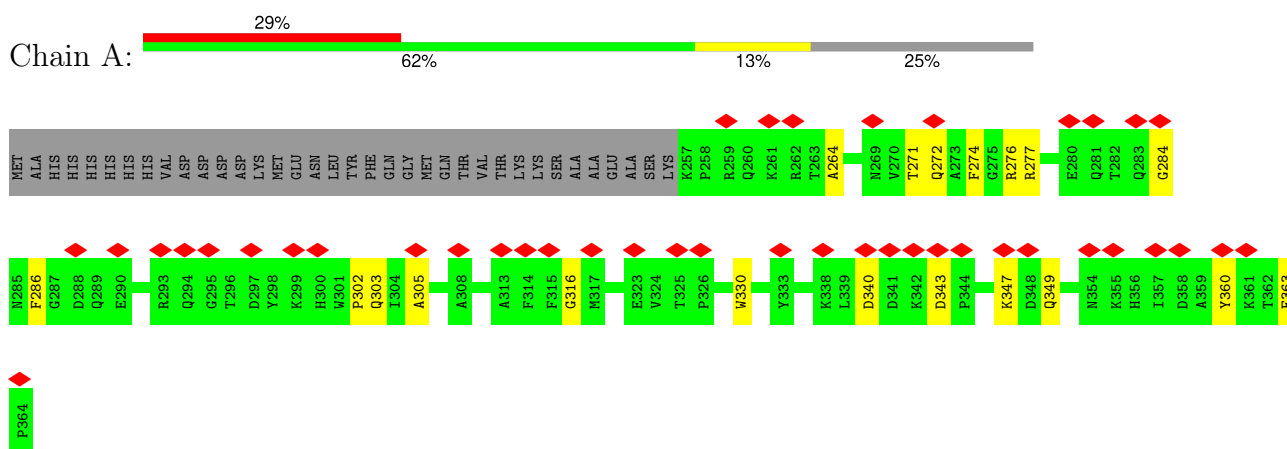 29%
Chain A:
62% 13% 25%
MET ALA HIS HIS HIS HIS HIS HIS VAL ASP ASP ASP ASP LYS MET GLU ASN LEU TYR PHE GLN GLY MET GLN THR VAL THR LYS LYS SER ALA ALA GLU ALA SER LYS K257 P258 R259 Q260 K261 R262 T263 A264 N269 V270 T271 Q272 A273 F274 G275 R276 R277 E280 Q281 T282 Q283 G284
N285 F286 G287 D288 Q289 E290 R293 Q294 G295 T296 D297 Y298 K299 H300 W301 P302 Q303 I304 A305 A308 A313 F314 F315 G316 M317 E323 V324 T325 P326 W330 Y333 K338 L339 D340 D341 K342 D343 P344 K347 D348 Q349 N354 K355 H356 I357 D358 A359 Y360 K361 T362 F363
P364